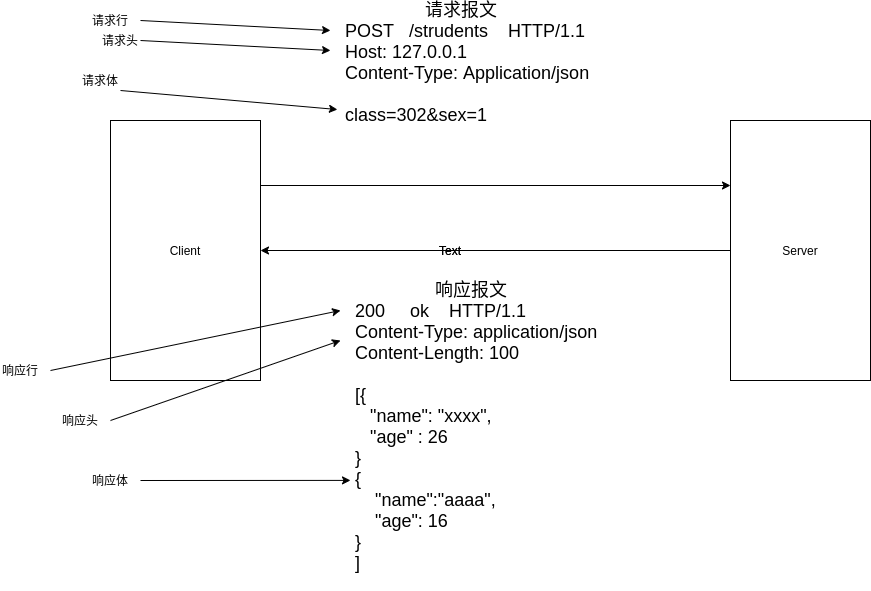 请求报文
请求行
POST /strudents HTTP/1.1
请求头
Host: 127.0.0.1
Content-Type: Application/json
请求体
class=302&sex=1
Client
Text
Server
响应报文
200 ok HTTP/1.1
Content-Type: application/json
Content-Length: 100
响应行
[{
"name": "xxxx",
响应头
"age" : 26
}
响应体
{
"name":"aaaa",
"age": 16
}
]